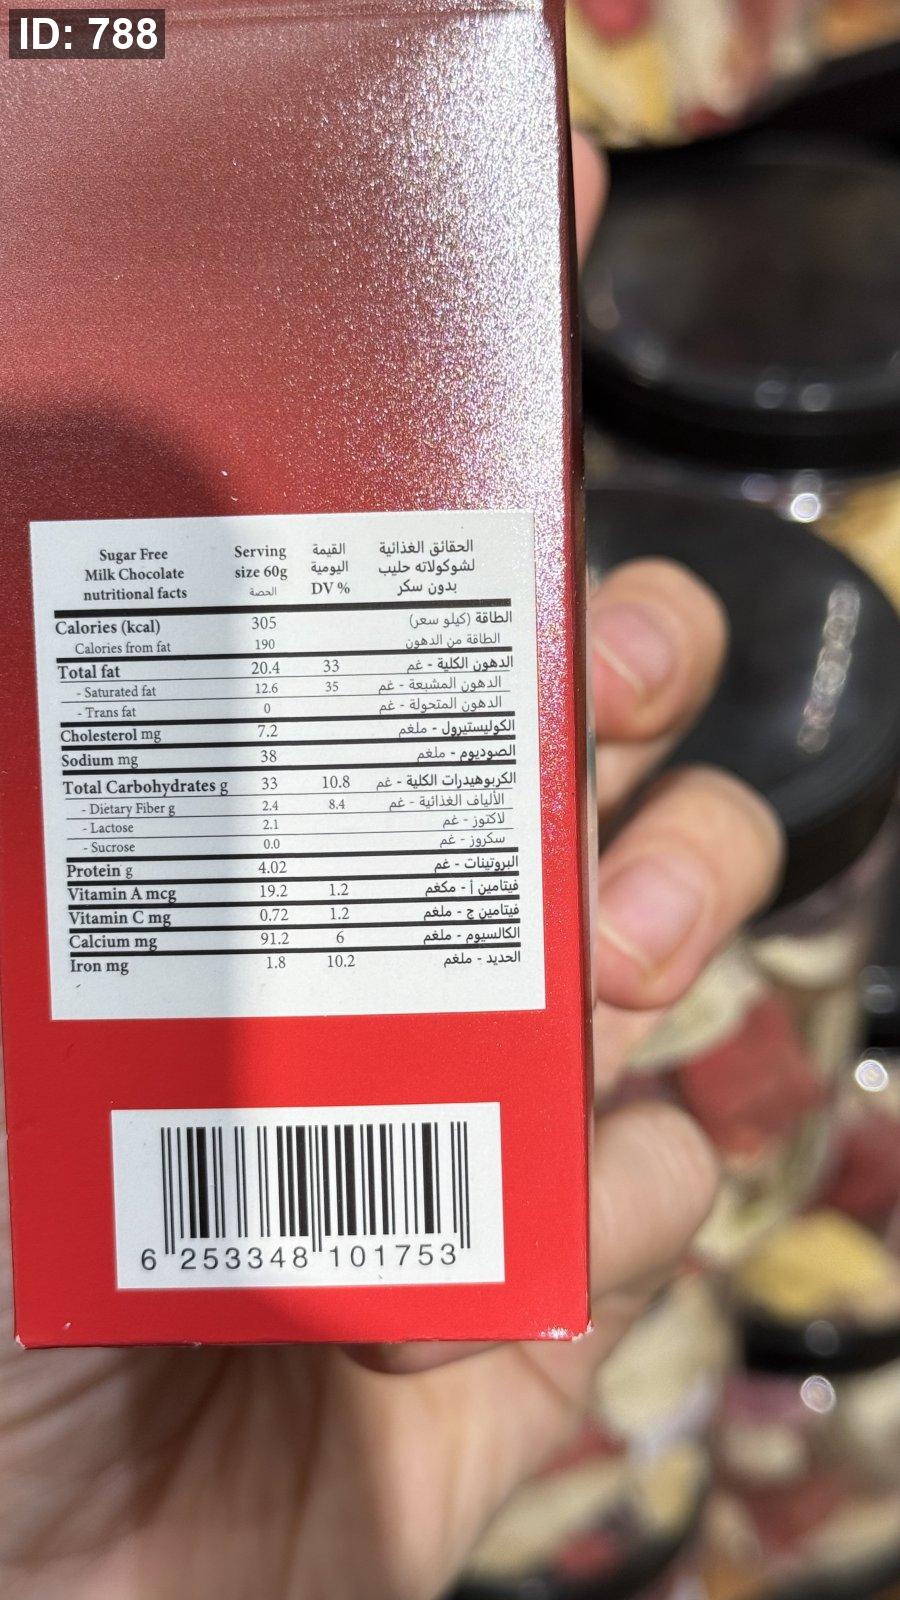 ID: 788
Sugar Free
Milk Chocolate
nutritional facts
Serving
size 60g
الحصة
القيمة
اليومية
DV %
الحقائق الغذائية
لشوكولاته حليب
بدون سكر
Calories (kcal) 305 الطاقة (كيلو سعر)
Calories from fat 190 الطاقة من الدهون
Total fat 20.4 33 الدهون الكلية - غم
- Saturated fat 12.6 35 الدهون المشبعة - غم
- Trans fat 0 الدهون المتحولة - غم
Cholesterol mg 7.2 الكوليستيرول - ملغم
Sodium mg 38 الصوديوم - ملغم
Total Carbohydrates g 33 10.8 الكربوهيدرات الكلية - غم
- Dietary Fiber g 2.4 8.4 الألياف الغذائية - غم
- Lactose 2.1 لاكتوز - غم
- Sucrose 0.0 سكروز - غم
Protein g 4.02 البروتينات - غم
Vitamin A mcg 19.2 1.2 فيتامين أ - مكغم
Vitamin C mg 0.72 1.2 فيتامين ج - ملغم
Calcium mg 91.2 6 الكالسيوم - ملغم
Iron mg 1.8 10.2 الحديد - ملغم
6 253348 101753